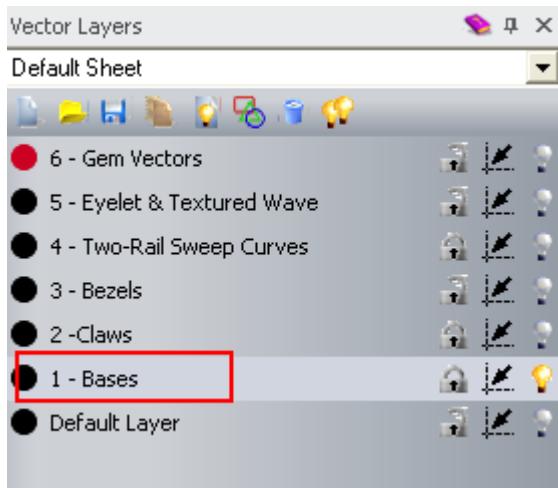 Vector Layers
Default Sheet
6 - Gem Vectors
5 - Eyelet & Textured Wave
4 - Two-Rail Sweep Curves
3 - Bezels
2 -Claws
1 - Bases
Default Layer